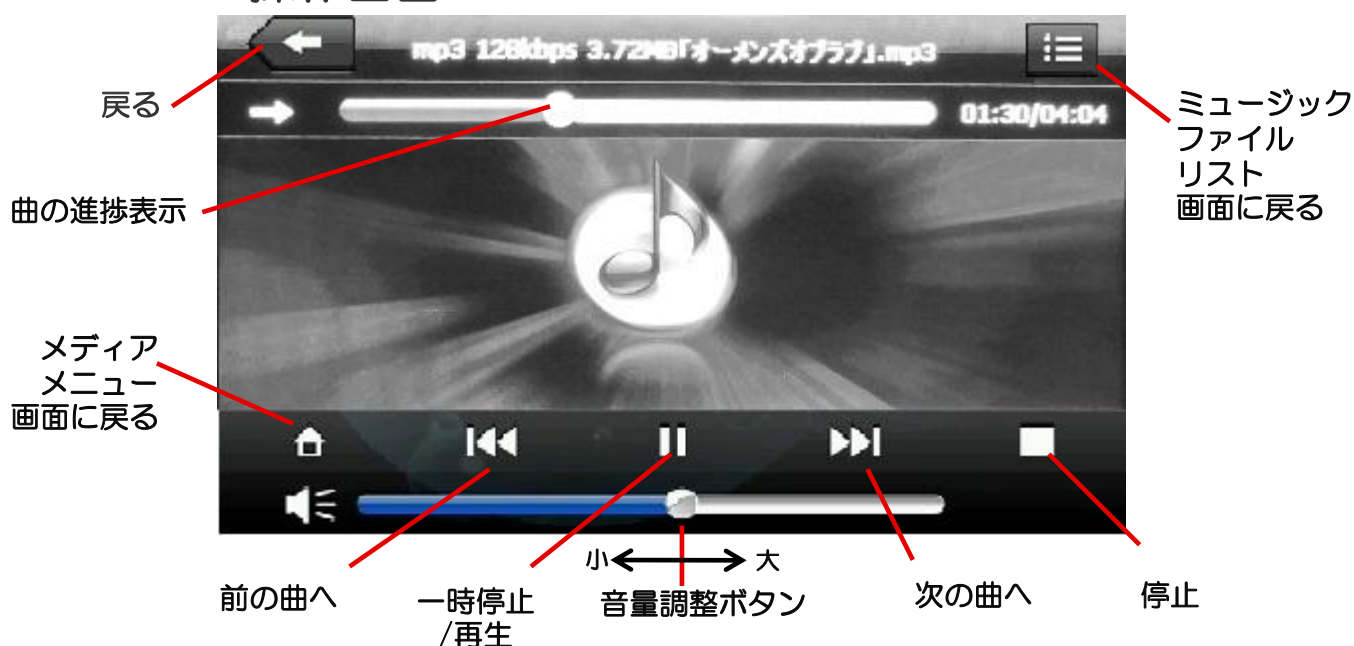 mp3 128kbps 3.72MB「オーメンズオブラブ」.mp3
01:30/04:04
戻る
ミュージック
ファイル
リスト
画面に戻る
曲の進捗表示
メディア
メニュー
画面に戻る
小
大
前の曲へ
一時停止
/再生
音量調整ボタン
次の曲へ
停止